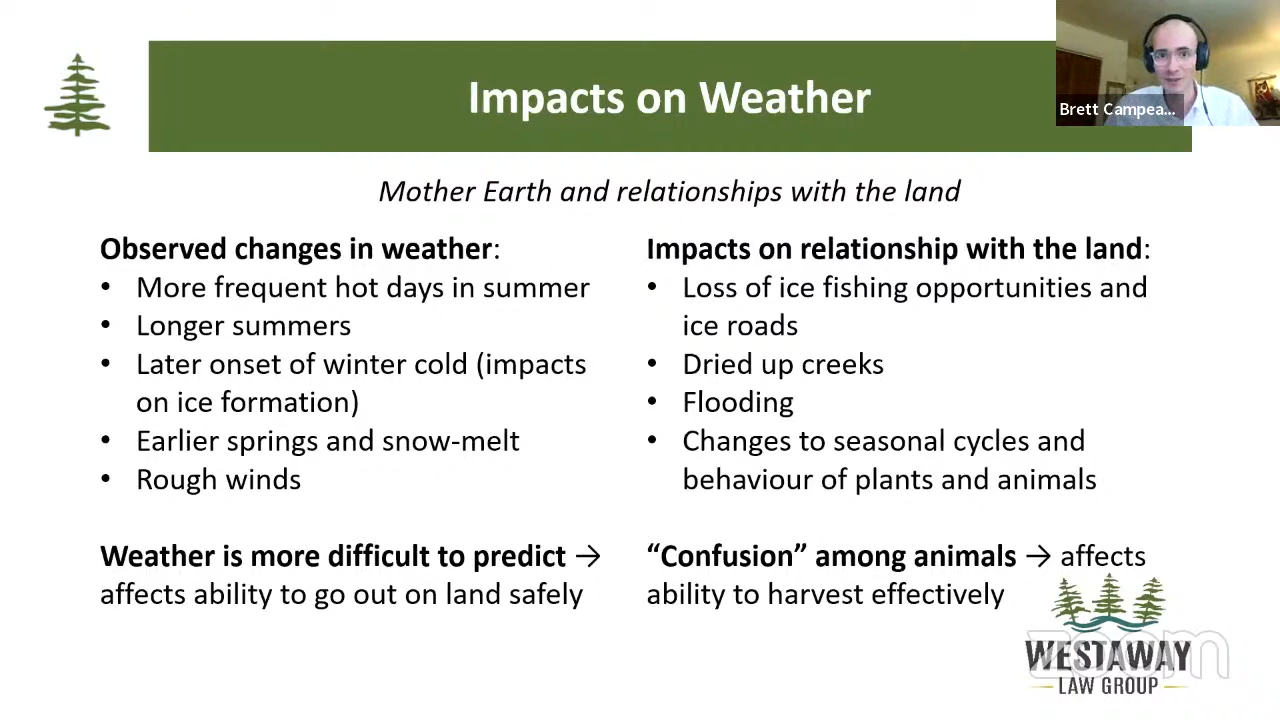 Impacts on Weather
Brett Campea...
Mother Earth and relationships with the land
Observed changes in weather:
• More frequent hot days in summer
• Longer summers
• Later onset of winter cold (impacts
on ice formation)
• Earlier springs and snow-melt
• Rough winds
Weather is more difficult to predict →
affects ability to go out on land safely
Impacts on relationship with the land:
• Loss of ice fishing opportunities and
ice roads
• Dried up creeks
• Flooding
• Changes to seasonal cycles and
behaviour of plants and animals
“Confusion” among animals → affects
ability to harvest effectively
zoom
WESTAWAY
LAW GROUP